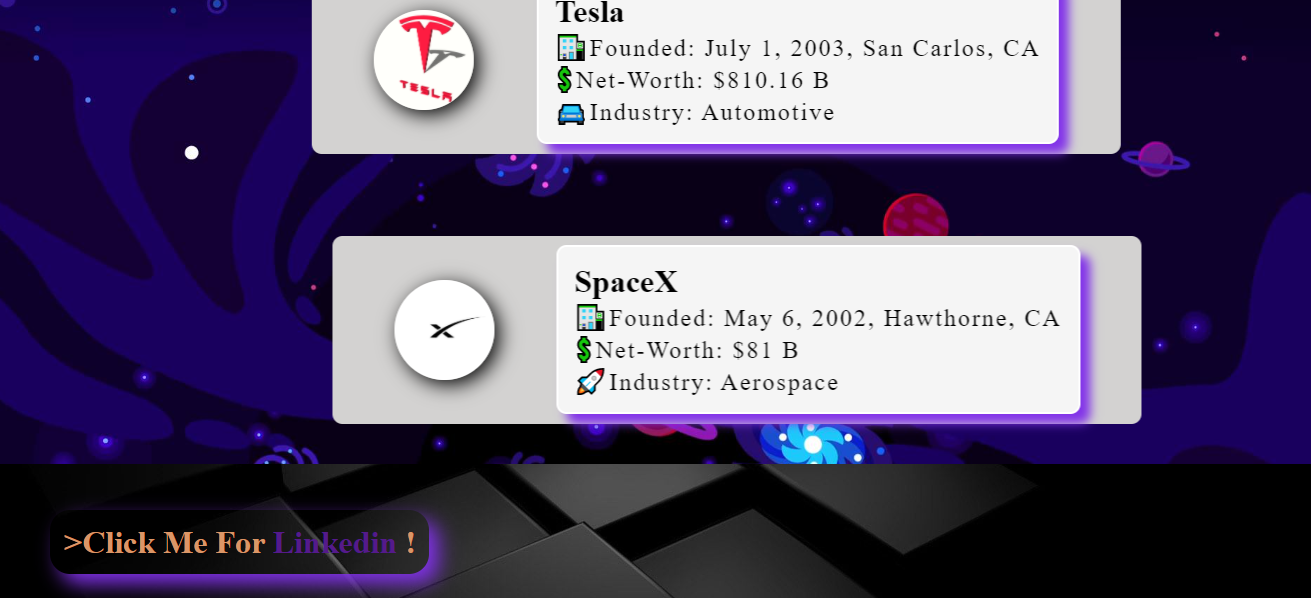 Tesla
TESLA
Founded: July 1, 2003, San Carlos, CA
Net-Worth: $810.16 B
Industry: Automotive
SpaceX
Founded: May 6, 2002, Hawthorne, CA
Net-Worth: $81 B
Industry: Aerospace
>Click Me For Linkedin !